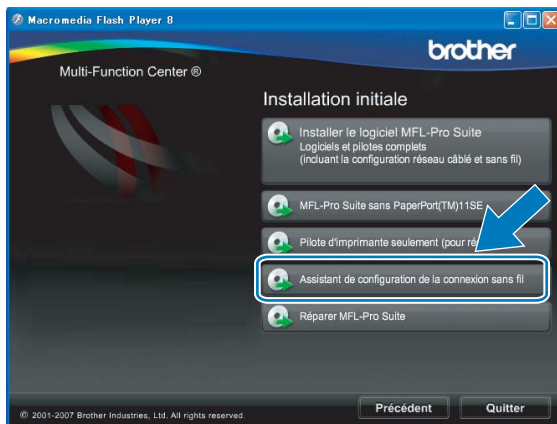 Macromedia Flash Player 8
brother
Multi-Function Center ®
Installation initiale
Installer le logiciel MFL-Pro Suite
Logiciels et pilotes complets
(incluant la configuration réseau câblé et sans fil)
MFL-Pro Suite sans PaperPort(TM)11SE
Pilote d'imprimante seulement (pour ré
Assistant de configuration de la connexion sans fil
Réparer MFL-Pro Suite
© 2001-2007 Brother Industries, Ltd. All rights reserved.
Précédent
Quitter